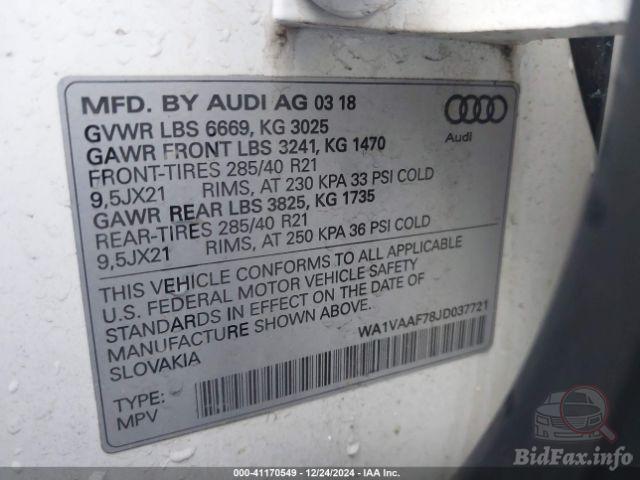 MFD. BY AUDI AG 03 18
Audi
GVWR LBS 6669, KG 3025
GAWR FRONT LBS 3241, KG 1470
FRONT-TIRES 285/40 R21
9,5JX21 RIMS, AT 230 KPA 33 PSI COLD
GAWR REAR LBS 3825, KG 1735
REAR-TIRES 285/40 R21
9,5JX21 RIMS, AT 250 KPA 36 PSI COLD
THIS VEHICLE CONFORMS TO ALL APPLICABLE
U.S. FEDERAL MOTOR VEHICLE SAFETY
STANDARDS IN EFFECT ON THE DATE OF
MANUFACTURE SHOWN ABOVE.
SLOVAKIA
WA1VAAF78JD037721
TYPE:
MPV
BidFax.info
000-41170549 - 12/24/2024 - IAA Inc.